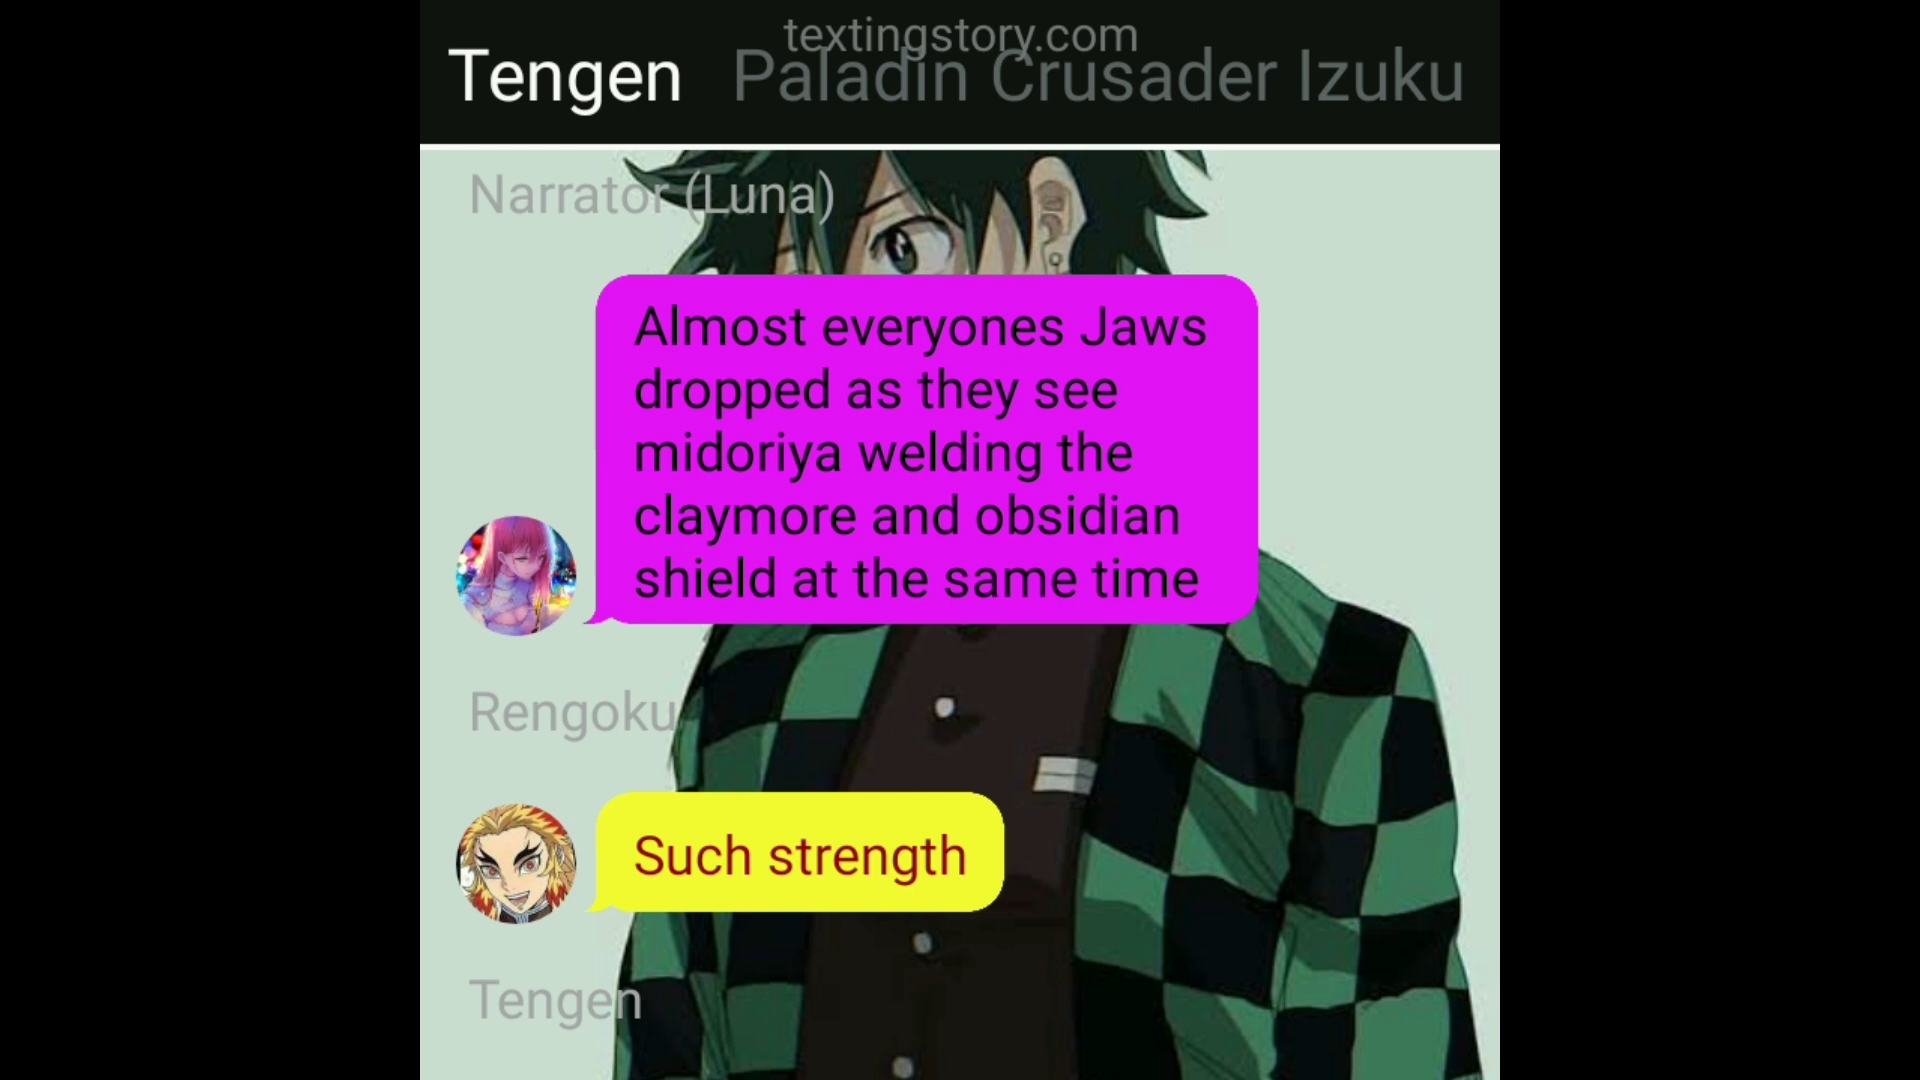 textingstory.com
Tengen Paladin Crusader Izuku
Narrator (Luna)
Almost everyones Jaws
dropped as they see
midoriya welding the
claymore and obsidian
shield at the same time
Rengoku
Such strength
Tengen